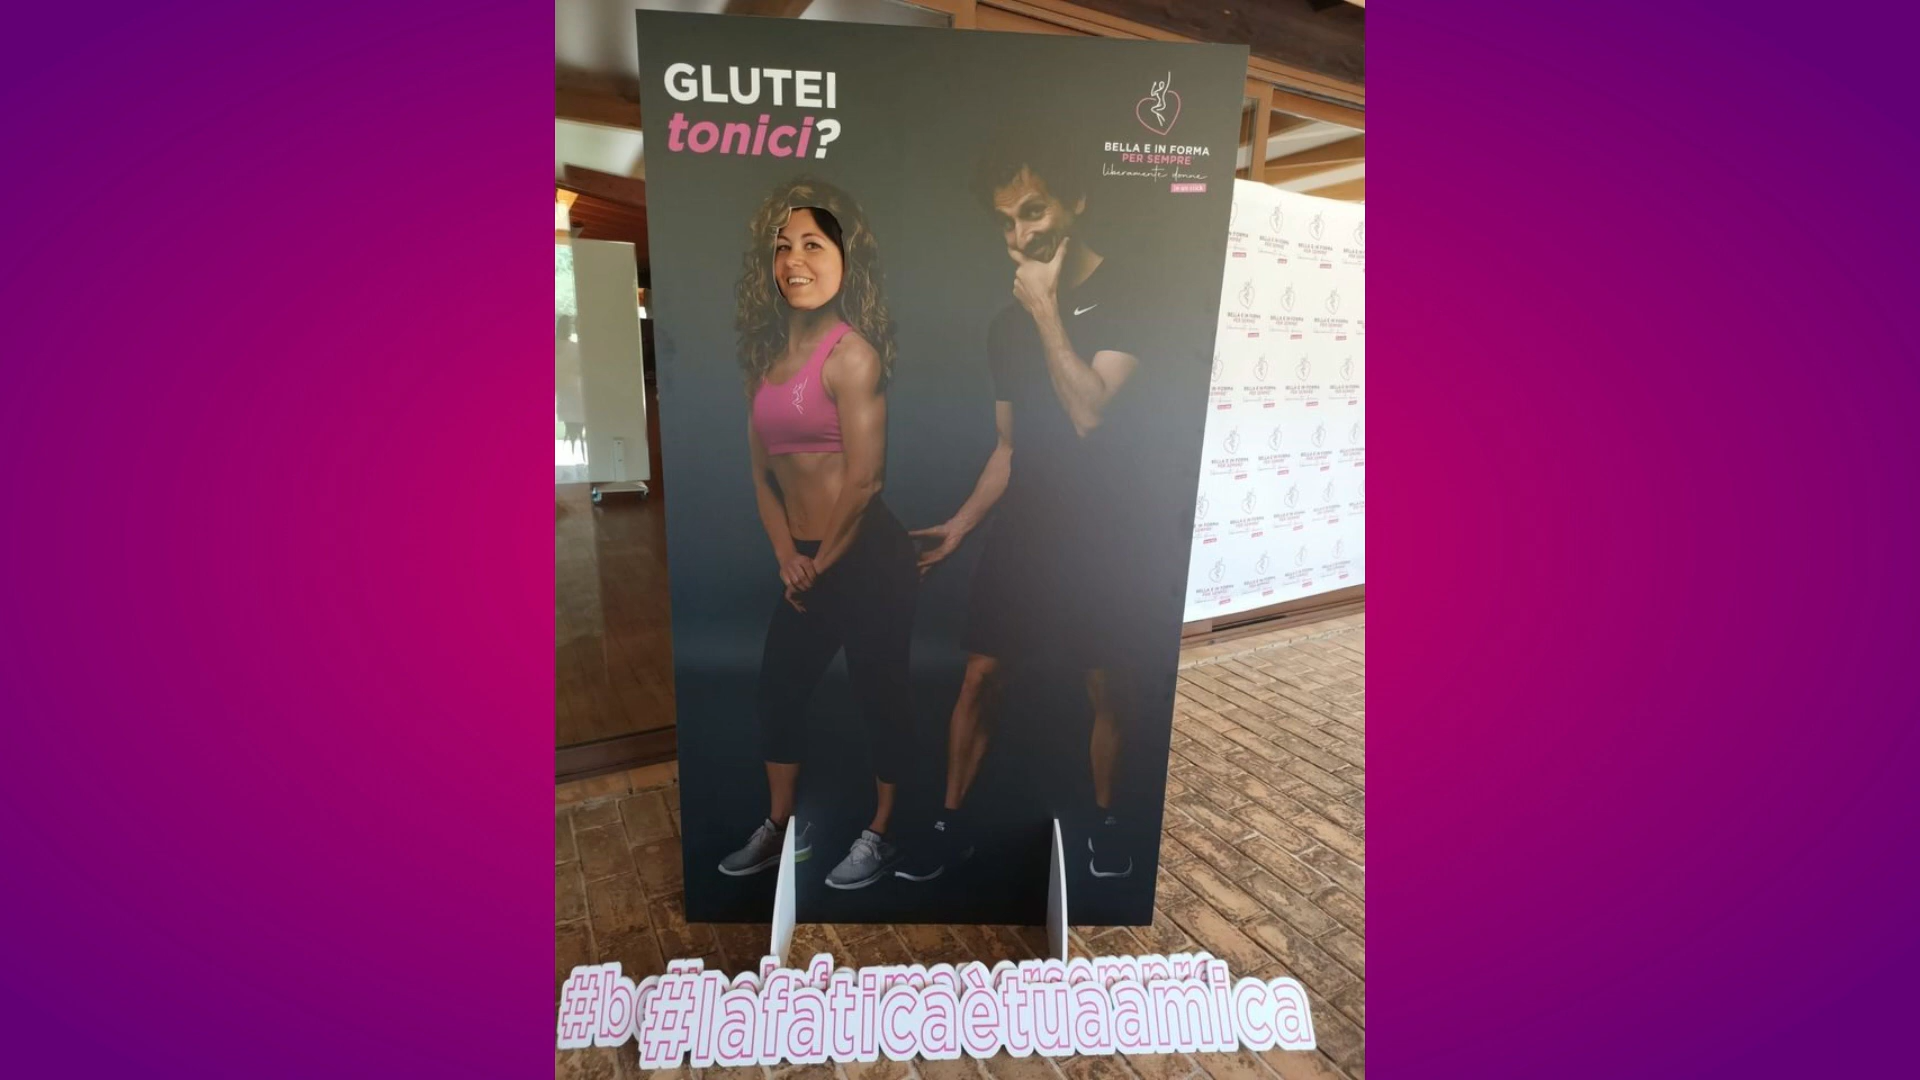 GLUTEI
tonici?
BELLA E IN FORMA
PER SEMPRE
liberamente donne
#lafaticaètuaamica